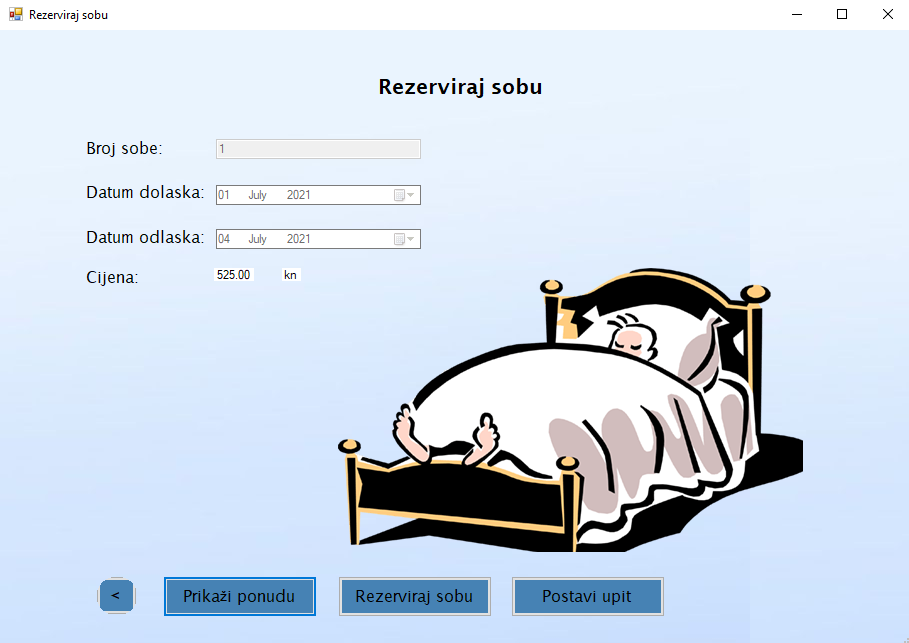 Rezerviraj sobu
Rezerviraj sobu
Broj sobe: 1
Datum dolaska: 01 July 2021
Datum odlaska: 04 July 2021
Cijena: 525.00 kn
< Prikaži ponudu Rezerviraj sobu Postavi upit